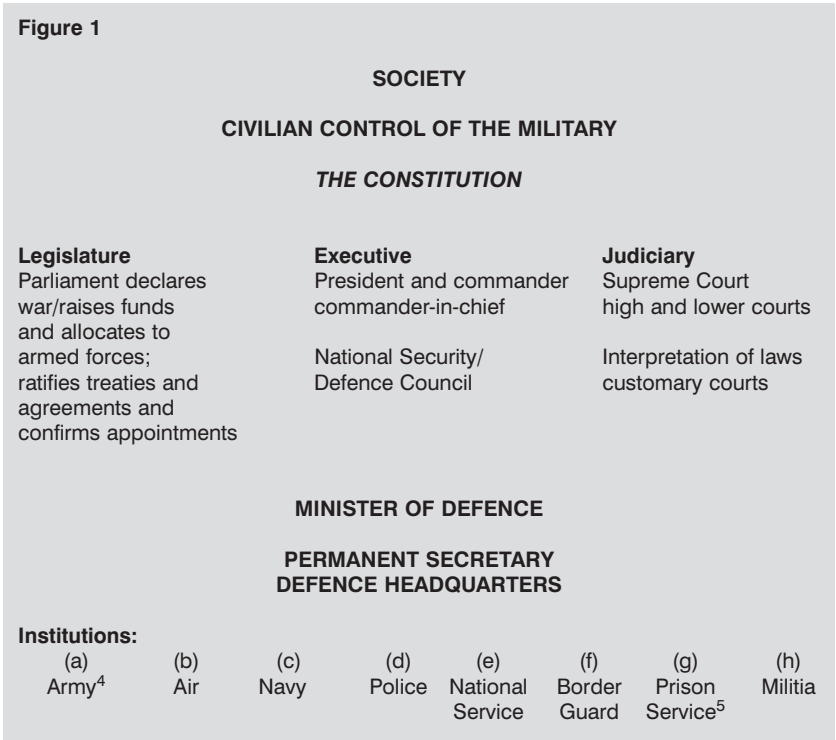 Figure 1
SOCIETY
CIVILIAN CONTROL OF THE MILITARY
THE CONSTITUTION
Legislature
Parliament declares
war/raises funds
and allocates to
armed forces;
ratifies treaties and
agreements and
confirms appointments
Executive
President and commander
commander-in-chief
National Security/
Defence Council
Judiciary
Supreme Court
high and lower courts
Interpretation of laws
customary courts
MINISTER OF DEFENCE
PERMANENT SECRETARY
DEFENCE HEADQUARTERS
Institutions:
(a) (b) (c) (d) (e) (f) (g) (h)
Army4 Air Navy Police National Border Prison Militia
Service Guard Service5